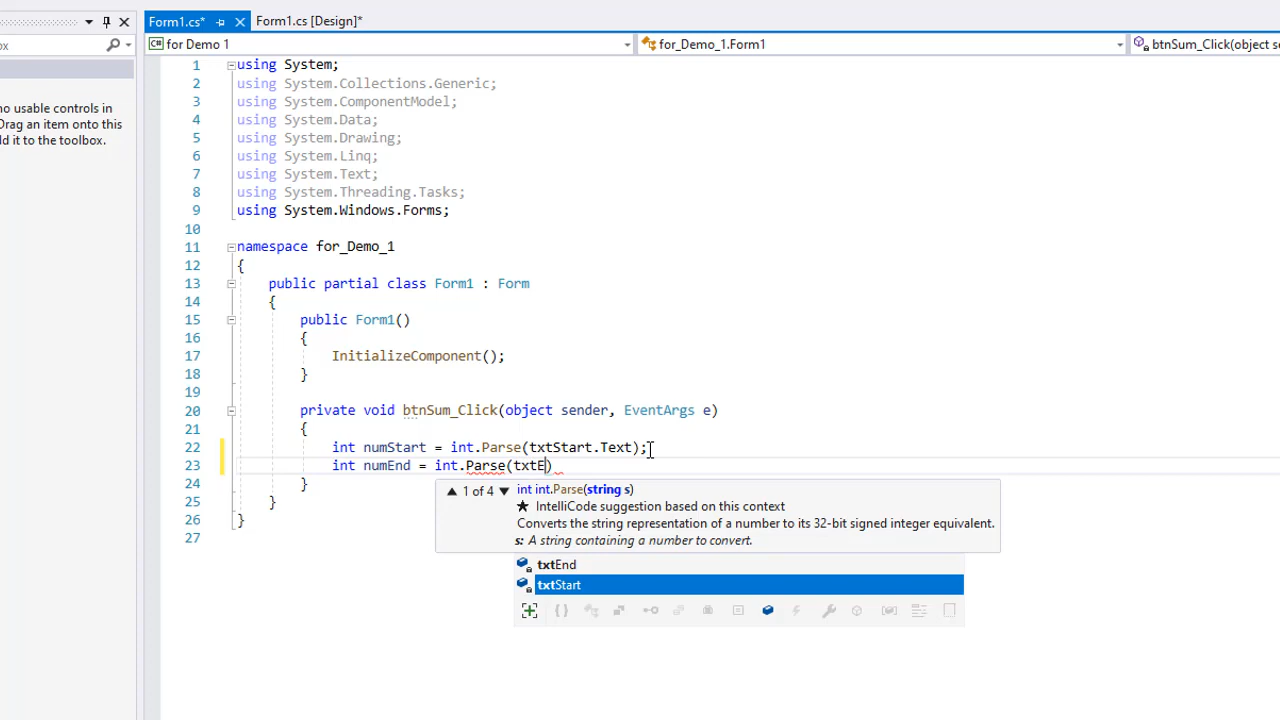 Form1.cs* Form1.cs [Design]*
ox for Demo 1 for_Demo_1.Form1 btnSum_Click(object se
no usable controls in
Drag an item onto this
dd it to the toolbox.
1 using System;
2 using System.Collections.Generic;
3 using System.ComponentModel;
4 using System.Data;
5 using System.Drawing;
6 using System.Linq;
7 using System.Text;
8 using System.Threading.Tasks;
9 using System.Windows.Forms;
10
11 namespace for_Demo_1
12 {
13 public partial class Form1 : Form
14 {
15 public Form1()
16 {
17 InitializeComponent();
18 }
19
20 private void btnSum_Click(object sender, EventArgs e)
21 {
22 int numStart = int.Parse(txtStart.Text);
23 int numEnd = int.Parse(txtE)
24 }
25 }
26 }
27
1 of 4 int int.Parse(string s)
IntelliCode suggestion based on this context
Converts the string representation of a number to its 32-bit signed integer equivalent.
s: A string containing a number to convert.
txtEnd
txtStart